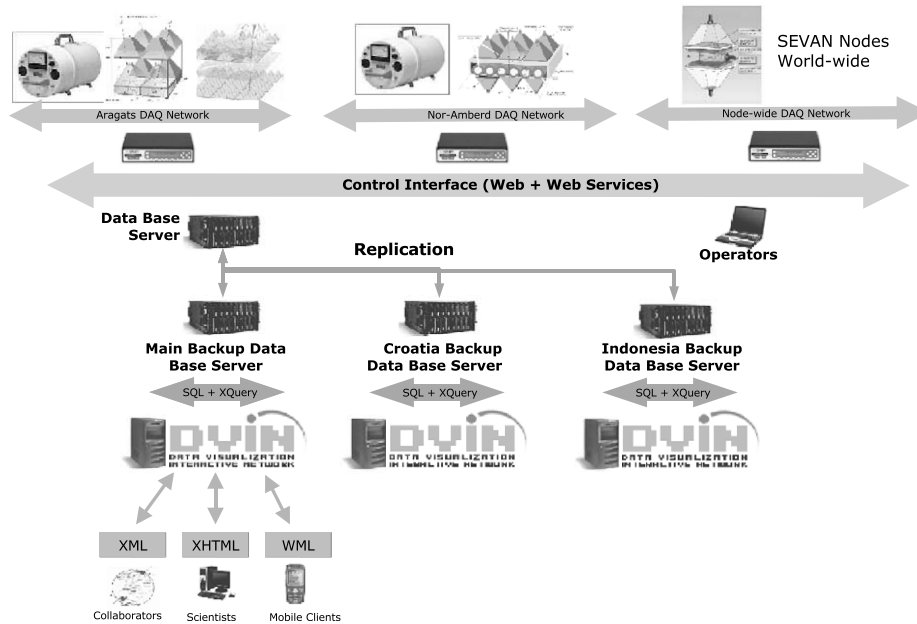 SEVAN Nodes
World-wide
Aragats DAQ Network
Nor-Amberd DAQ Network
Node-wide DAQ Network
Control Interface (Web + Web Services)
Data Base
Server
Replication
Operators
Main Backup Data
Base Server
Croatia Backup
Data Base Server
Indonesia Backup
Data Base Server
SQL + XQuery
SQL + XQuery
SQL + XQuery
DVIN
DATA VISUALIZATION
INTERACTIVE NETWORK
DVIN
DATA VISUALIZATION
INTERACTIVE NETWORK
DVIN
DATA VISUALIZATION
INTERACTIVE NETWORK
XML
XHTML
WML
Collaborators
Scientists
Mobile Clients